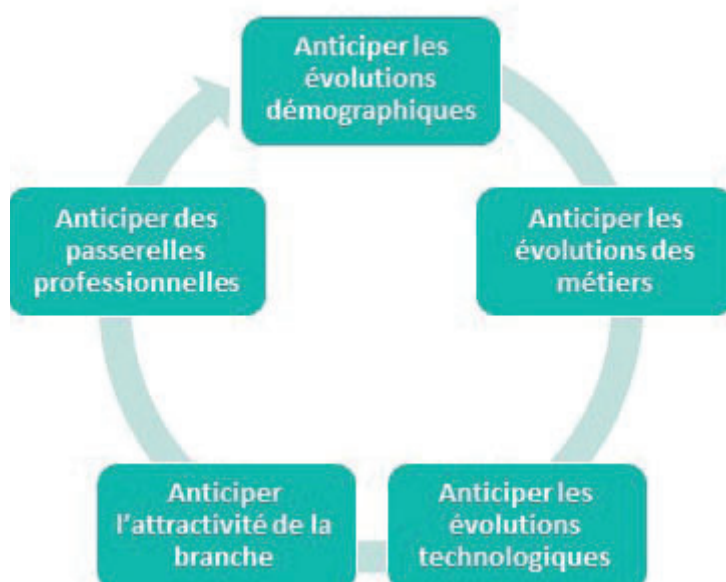 Anticiper les
évolutions
démographiques
Anticiper les
évolutions des
métiers
Anticiper les
évolutions
technologiques
Anticiper
l'attractivité de la
branche
Anticiper des
passerelles
professionnelles